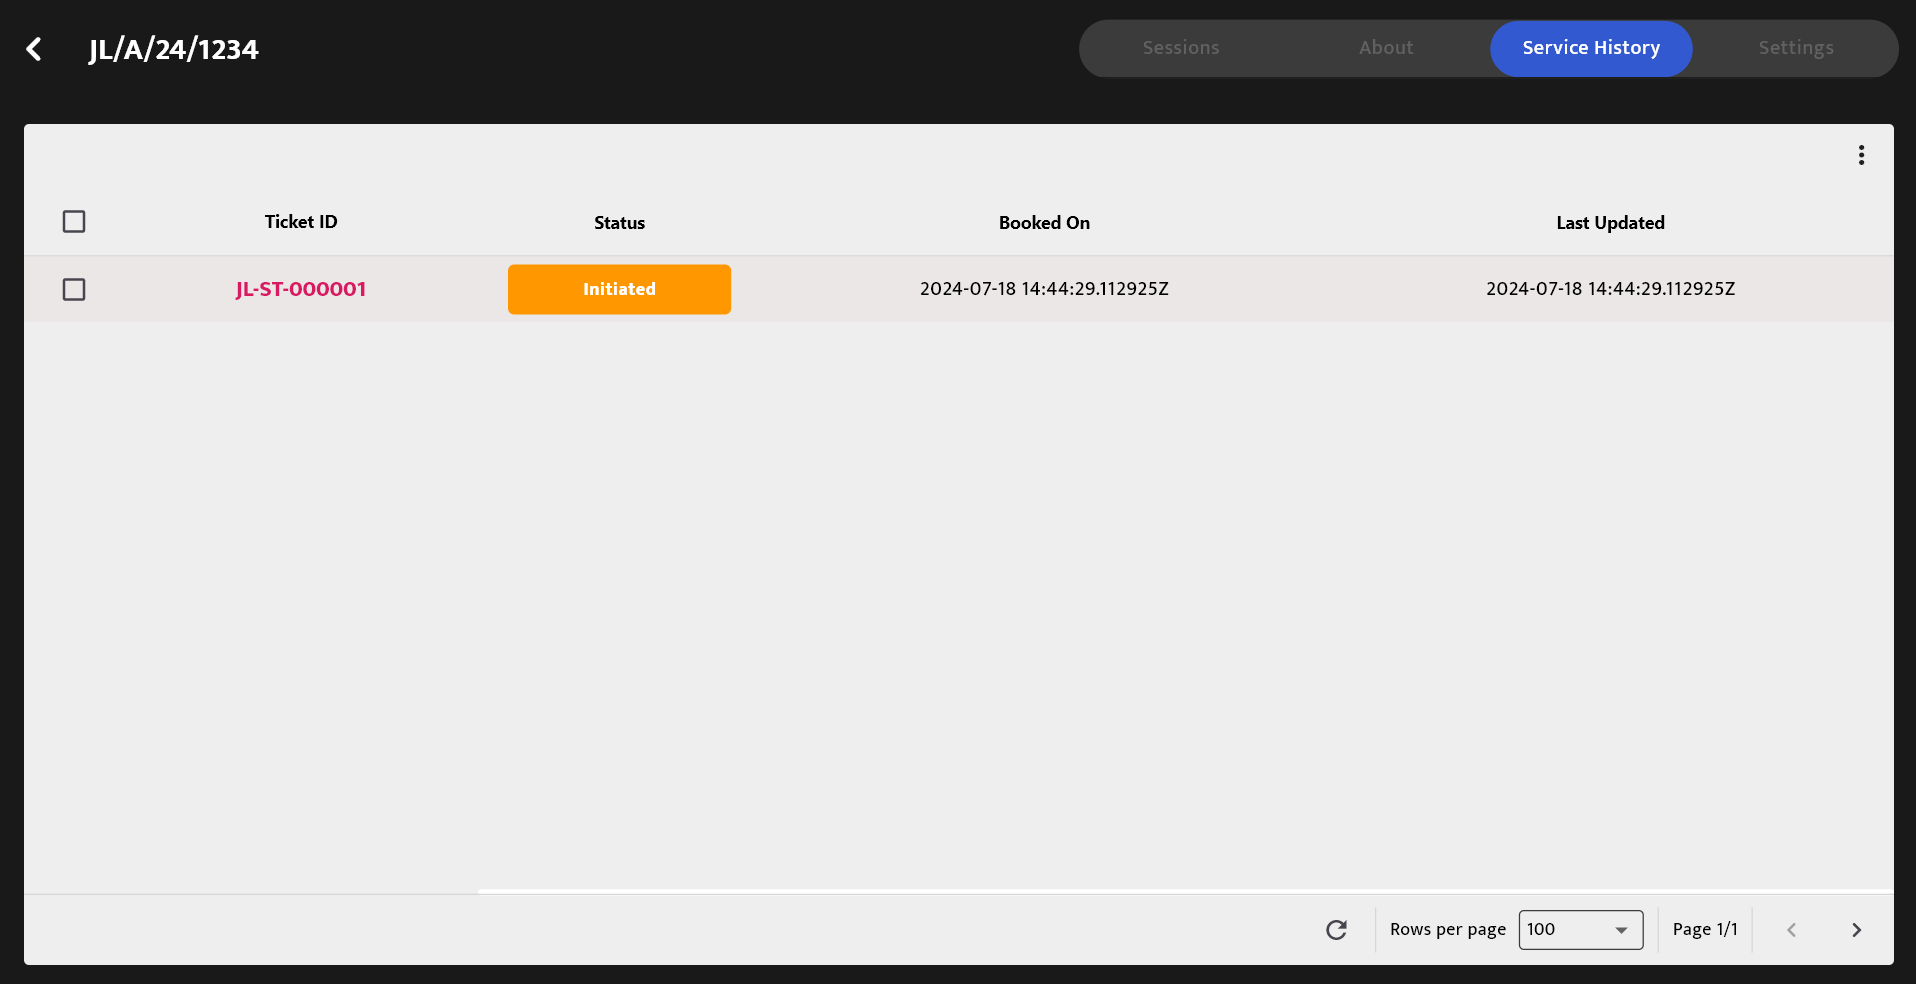 JL/A/24/1234
Sessions About Service History Settings
Ticket ID Status Booked On Last Updated
JL-ST-000001 Initiated 2024-07-18 14:44:29.112925Z 2024-07-18 14:44:29.112925Z
Rows per page 100 Page 1/1